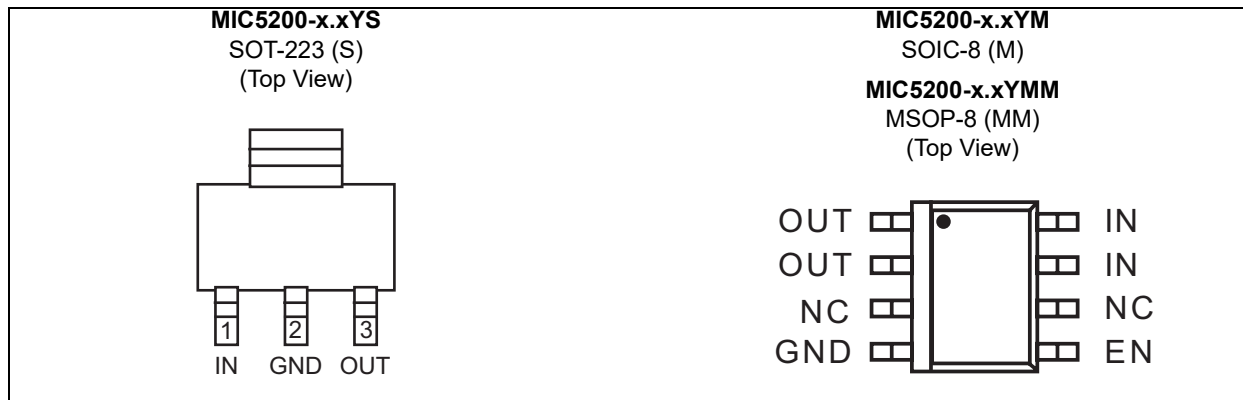 MIC5200-x.xYS
SOT-223 (S)
(Top View)
1 2 3
IN GND OUT
MIC5200-x.xYM
SOIC-8 (M)
MIC5200-x.xYMM
MSOP-8 (MM)
(Top View)
OUT IN
OUT IN
NC NC
GND EN